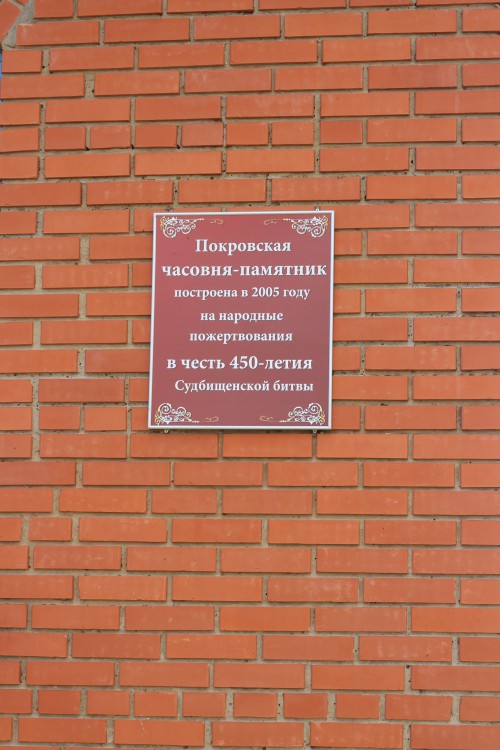 Покровская
часовня-памятник
построена в 2005 году
на народные
пожертвования
в честь 450-летия
Судбищенской битвы